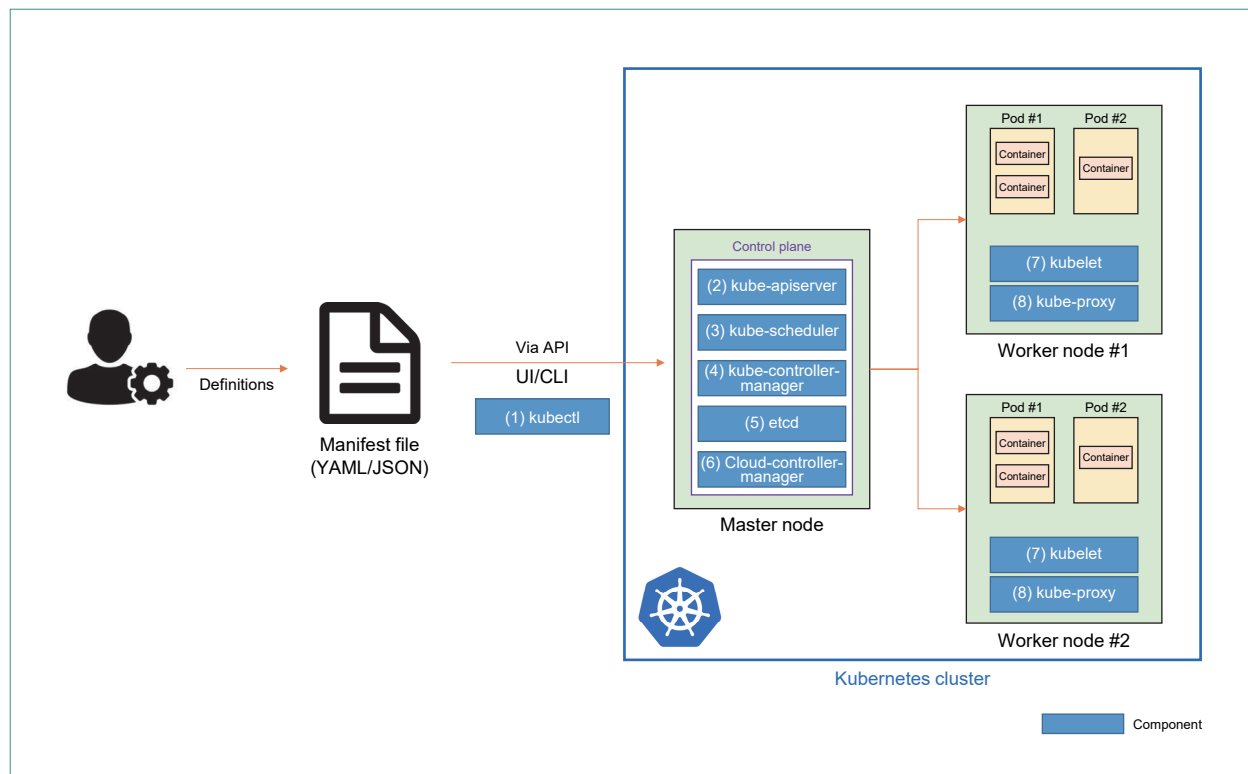 Definitions
Manifest file
(YAML/JSON)
Via API
UI/CLI
(1) kubectl
Control plane
(2) kube-apiserver
(3) kube-scheduler
(4) kube-controller-
manager
(5) etcd
(6) Cloud-controller-
manager
Master node
Pod #1
Pod #2
Container
Container
Container
(7) kubelet
(8) kube-proxy
Worker node #1
Pod #1
Pod #2
Container
Container
Container
(7) kubelet
(8) kube-proxy
Worker node #2
Kubernetes cluster
Component